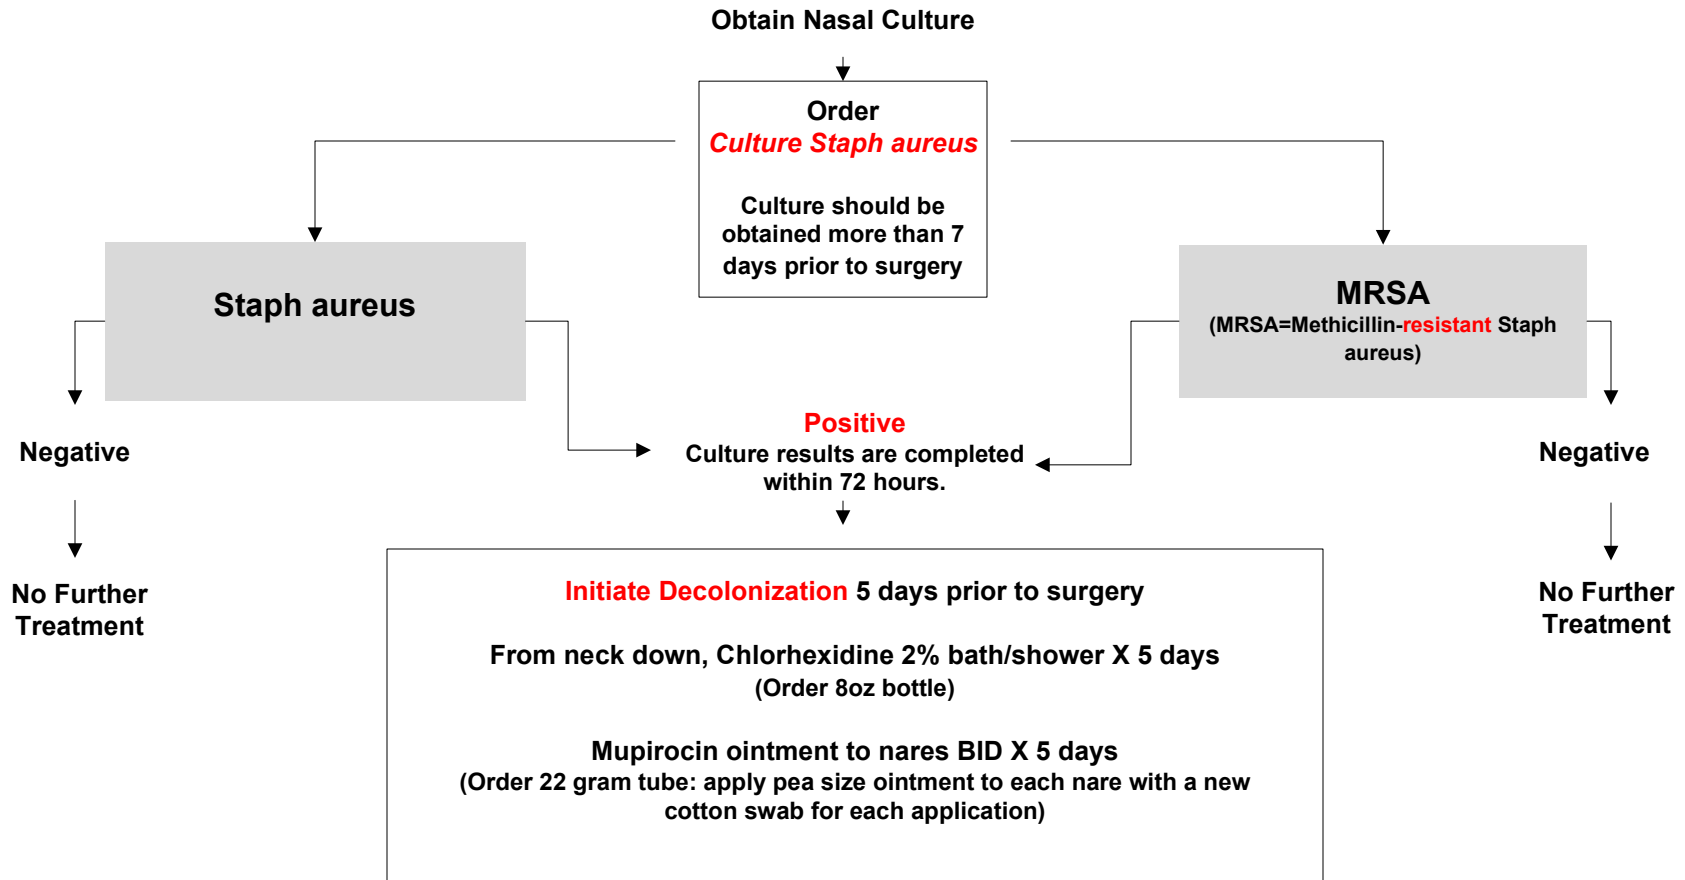 Obtain Nasal Culture
Order
Culture Staph aureus
Culture should be
obtained more than 7
days prior to surgery
Staph aureus
MRSA
(MRSA=Methicillin-resistant Staph
aureus)
Negative
Positive
Culture results are completed
within 72 hours.
Negative
No Further
Treatment
Initiate Decolonization 5 days prior to surgery
From neck down, Chlorhexidine 2% bath/shower X 5 days
(Order 8oz bottle)
Mupirocin ointment to nares BID X 5 days
(Order 22 gram tube: apply pea size ointment to each nare with a new
cotton swab for each application)
No Further
Treatment